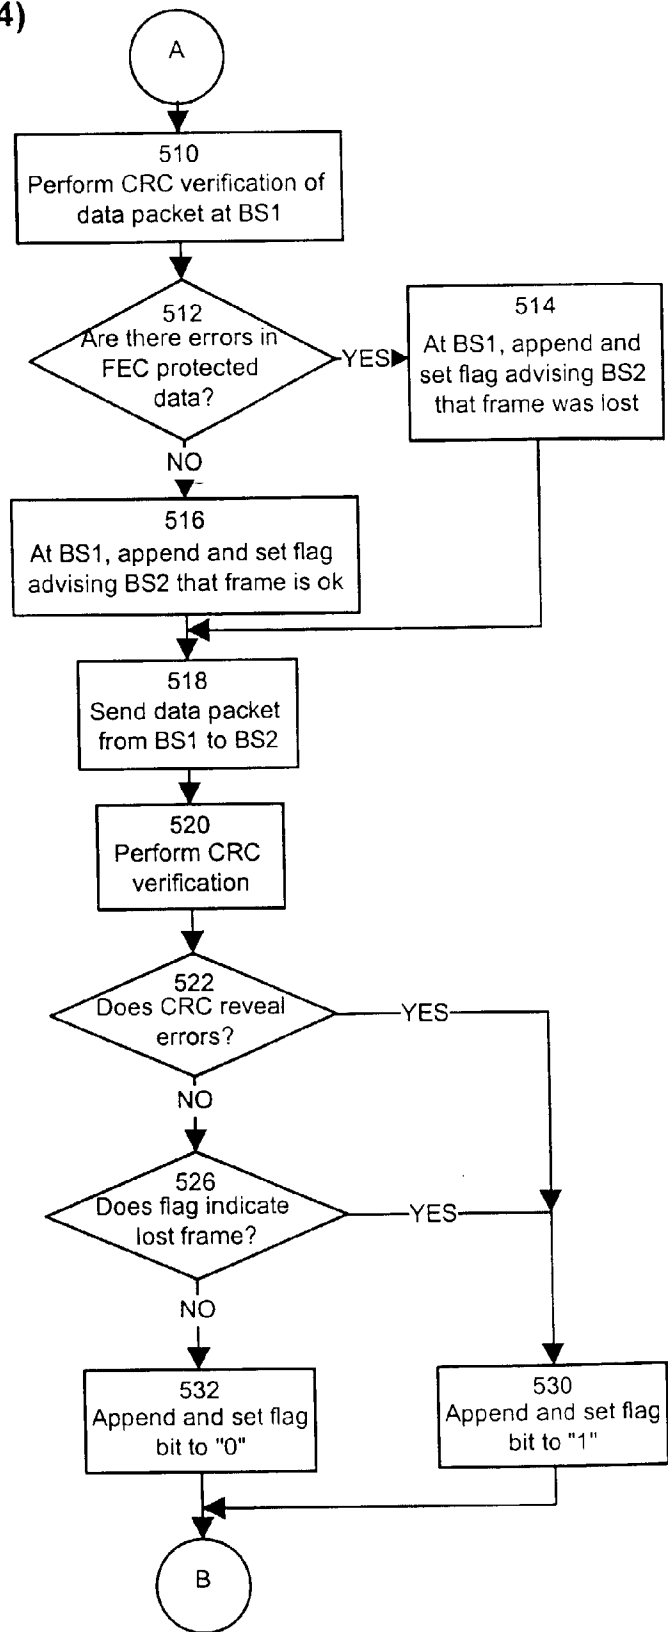 4)
A
510
Perform CRC verification of
data packet at BS1
512
Are there errors in
FEC protected
data?
YES
514
At BS1, append and
set flag advising BS2
that frame was lost
NO
516
At BS1, append and set flag
advising BS2 that frame is ok
518
Send data packet
from BS1 to BS2
520
Perform CRC
verification
522
Does CRC reveal
errors?
YES
NO
526
Does flag indicate
lost frame?
YES
NO
532
Append and set flag
bit to "0"
530
Append and set flag
bit to "1"
B